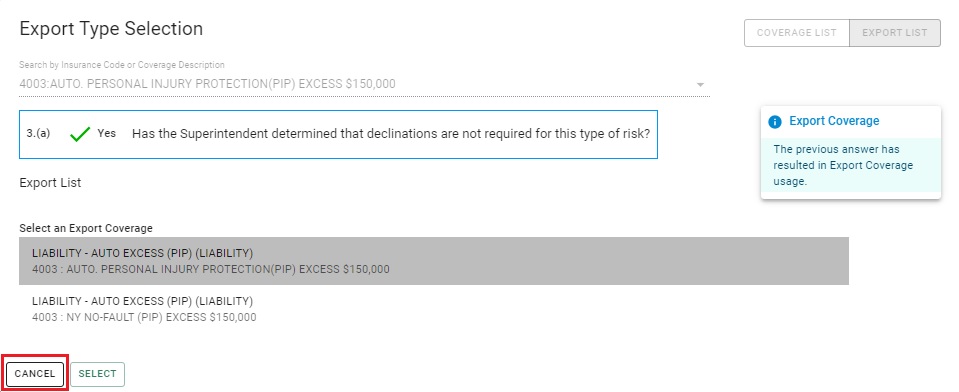 Export Type Selection
COVERAGE LIST
EXPORT LIST
Search by Insurance Code or Coverage Description
4003:AUTO. PERSONAL INJURY PROTECTION(PIP) EXCESS $150,000
3.(a) Yes Has the Superintendent determined that declinations are not required for this type of risk?
Export Coverage
The previous answer has
resulted in Export Coverage
usage.
Export List
Select an Export Coverage
LIABILITY - AUTO EXCESS (PIP) (LIABILITY)
4003 : AUTO. PERSONAL INJURY PROTECTION(PIP) EXCESS $150,000
LIABILITY - AUTO EXCESS (PIP) (LIABILITY)
4003 : NY NO-FAULT (PIP) EXCESS $150,000
CANCEL
SELECT